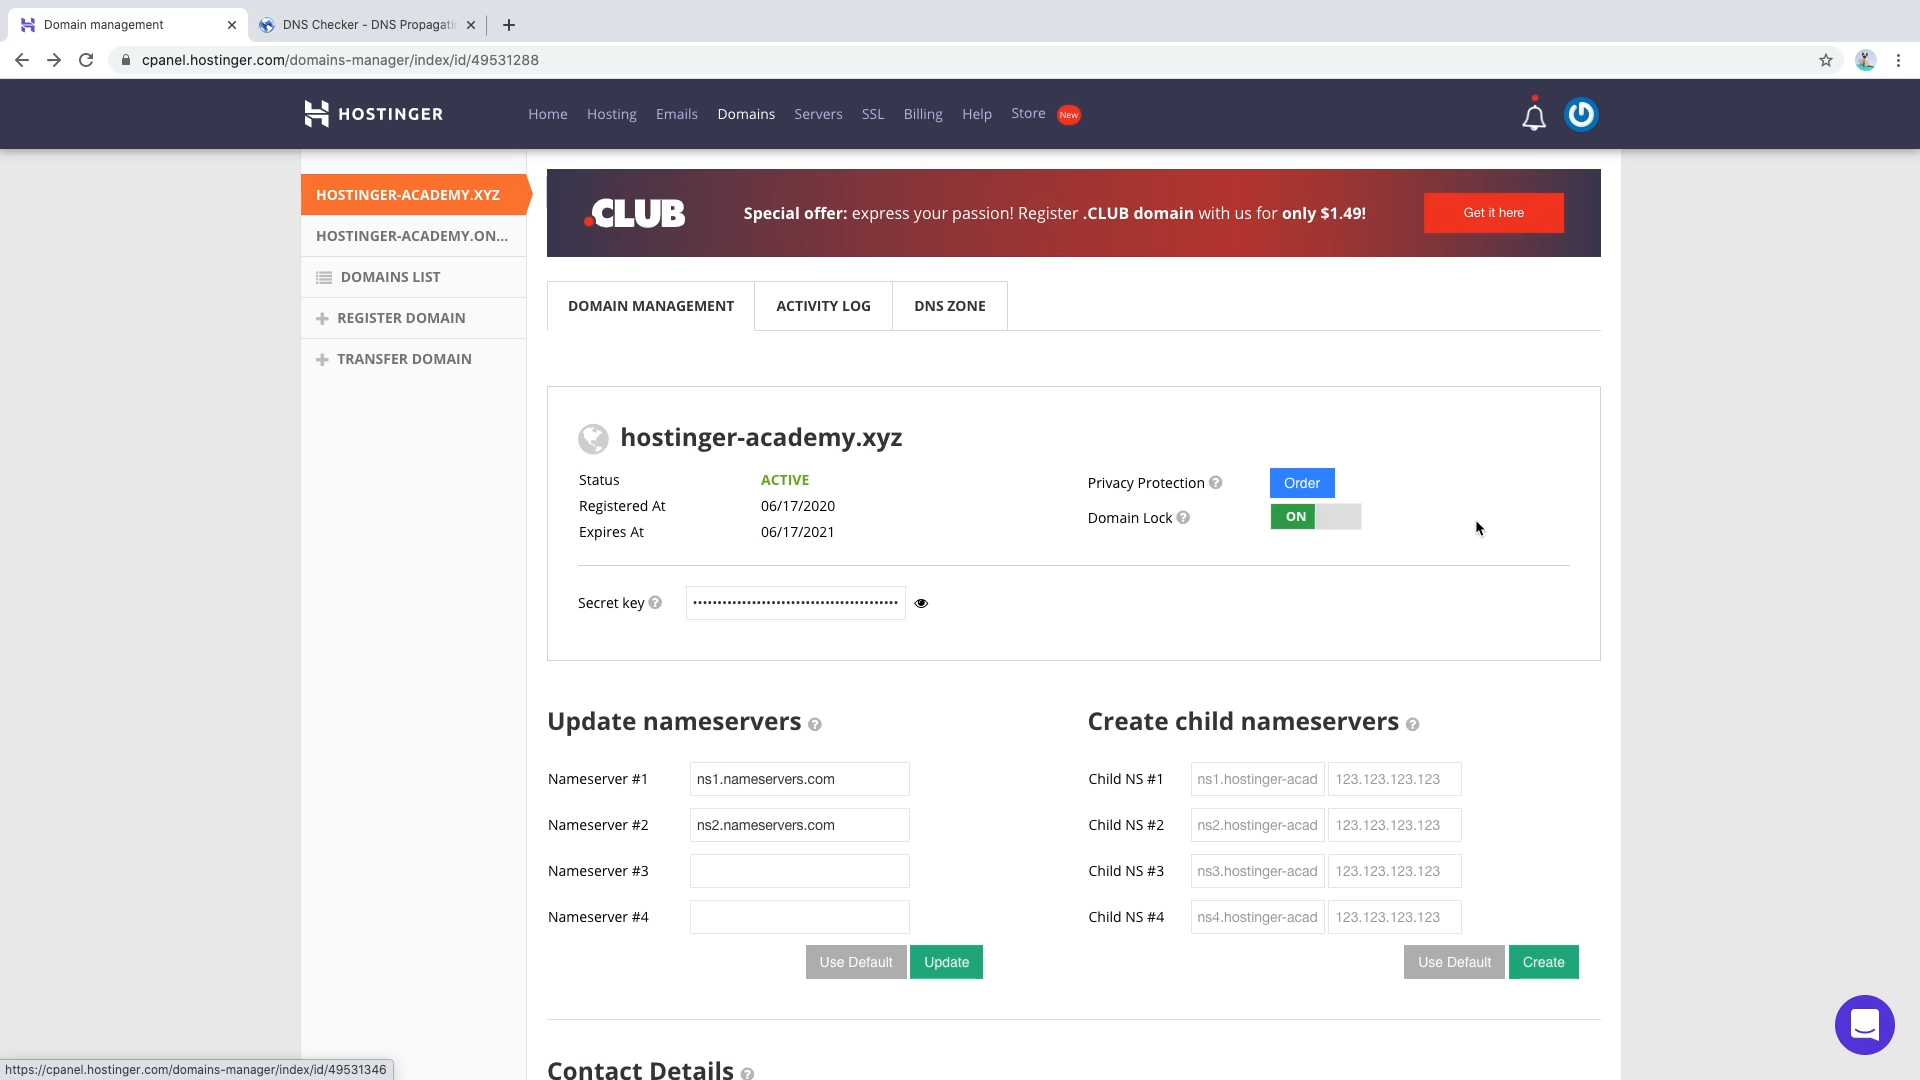 Domain management
DNS Checker - DNS Propagati
cpanel.hostinger.com/domains-manager/index/id/49531288
HOSTINGER
Home Hosting Emails Domains Servers SSL Billing Help Store New
HOSTINGER-ACADEMY.XYZ
HOSTINGER-ACADEMY.ON...
DOMAINS LIST
REGISTER DOMAIN
TRANSFER DOMAIN
.CLUB
Special offer: express your passion! Register .CLUB domain with us for only $1.49!
Get it here
DOMAIN MANAGEMENT
ACTIVITY LOG
DNS ZONE
hostinger-academy.xyz
Status ACTIVE
Registered At 06/17/2020
Expires At 06/17/2021
Privacy Protection ? Order
Domain Lock ? ON
Secret key ?
Update nameservers ?
Nameserver #1 ns1.nameservers.com
Nameserver #2 ns2.nameservers.com
Nameserver #3
Nameserver #4
Use Default Update
Create child nameservers ?
Child NS #1 ns1.hostinger-acad 123.123.123.123
Child NS #2 ns2.hostinger-acad 123.123.123.123
Child NS #3 ns3.hostinger-acad 123.123.123.123
Child NS #4 ns4.hostinger-acad 123.123.123.123
Use Default Create
Contact Details ?
https://cpanel.hostinger.com/domains-manager/index/id/49531346